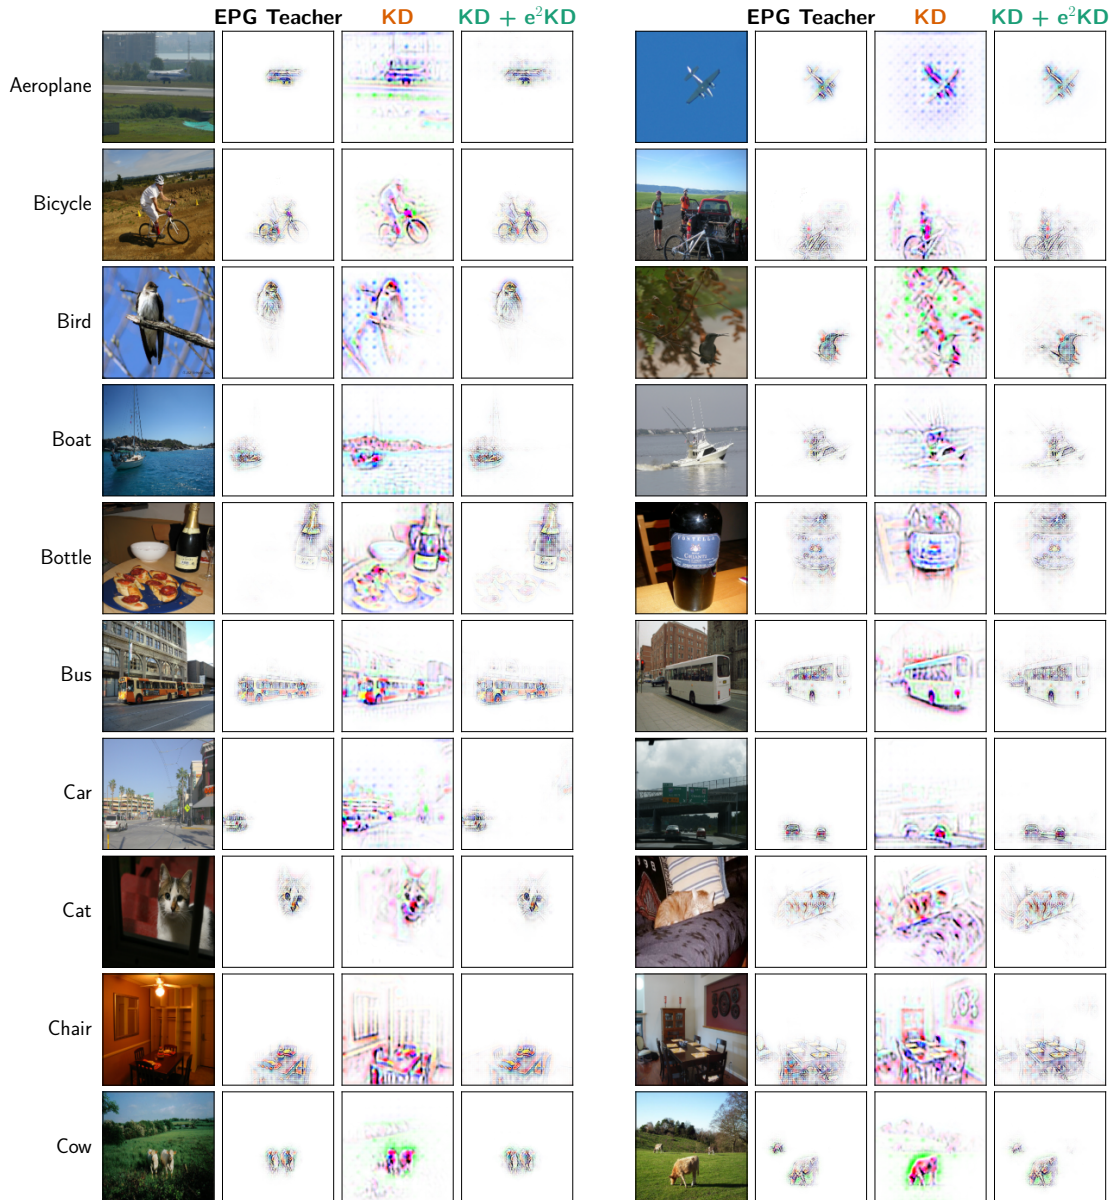 EPG Teacher KD KD + e²KD EPG Teacher KD KD + e²KD
Aeroplane
Bicycle
Bird
Boat
Bottle
Bus
Car
Cat
Chair
Cow